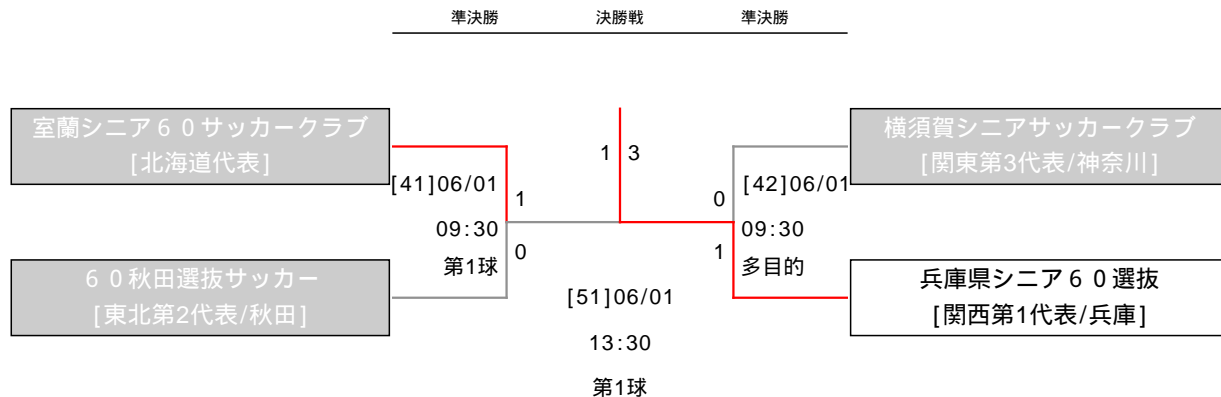 準決勝 決勝戦 準決勝
室蘭シニア６０サッカークラブ
[北海道代表]
横須賀シニアサッカークラブ
[関東第3代表/神奈川]
1 3
[41]06/01
1
09:30
0
第1球
0
[42]06/01
09:30
1
多目的
６０秋田選抜サッカー
[東北第2代表/秋田]
兵庫県シニア６０選抜
[関西第1代表/兵庫]
[51]06/01
13:30
第1球